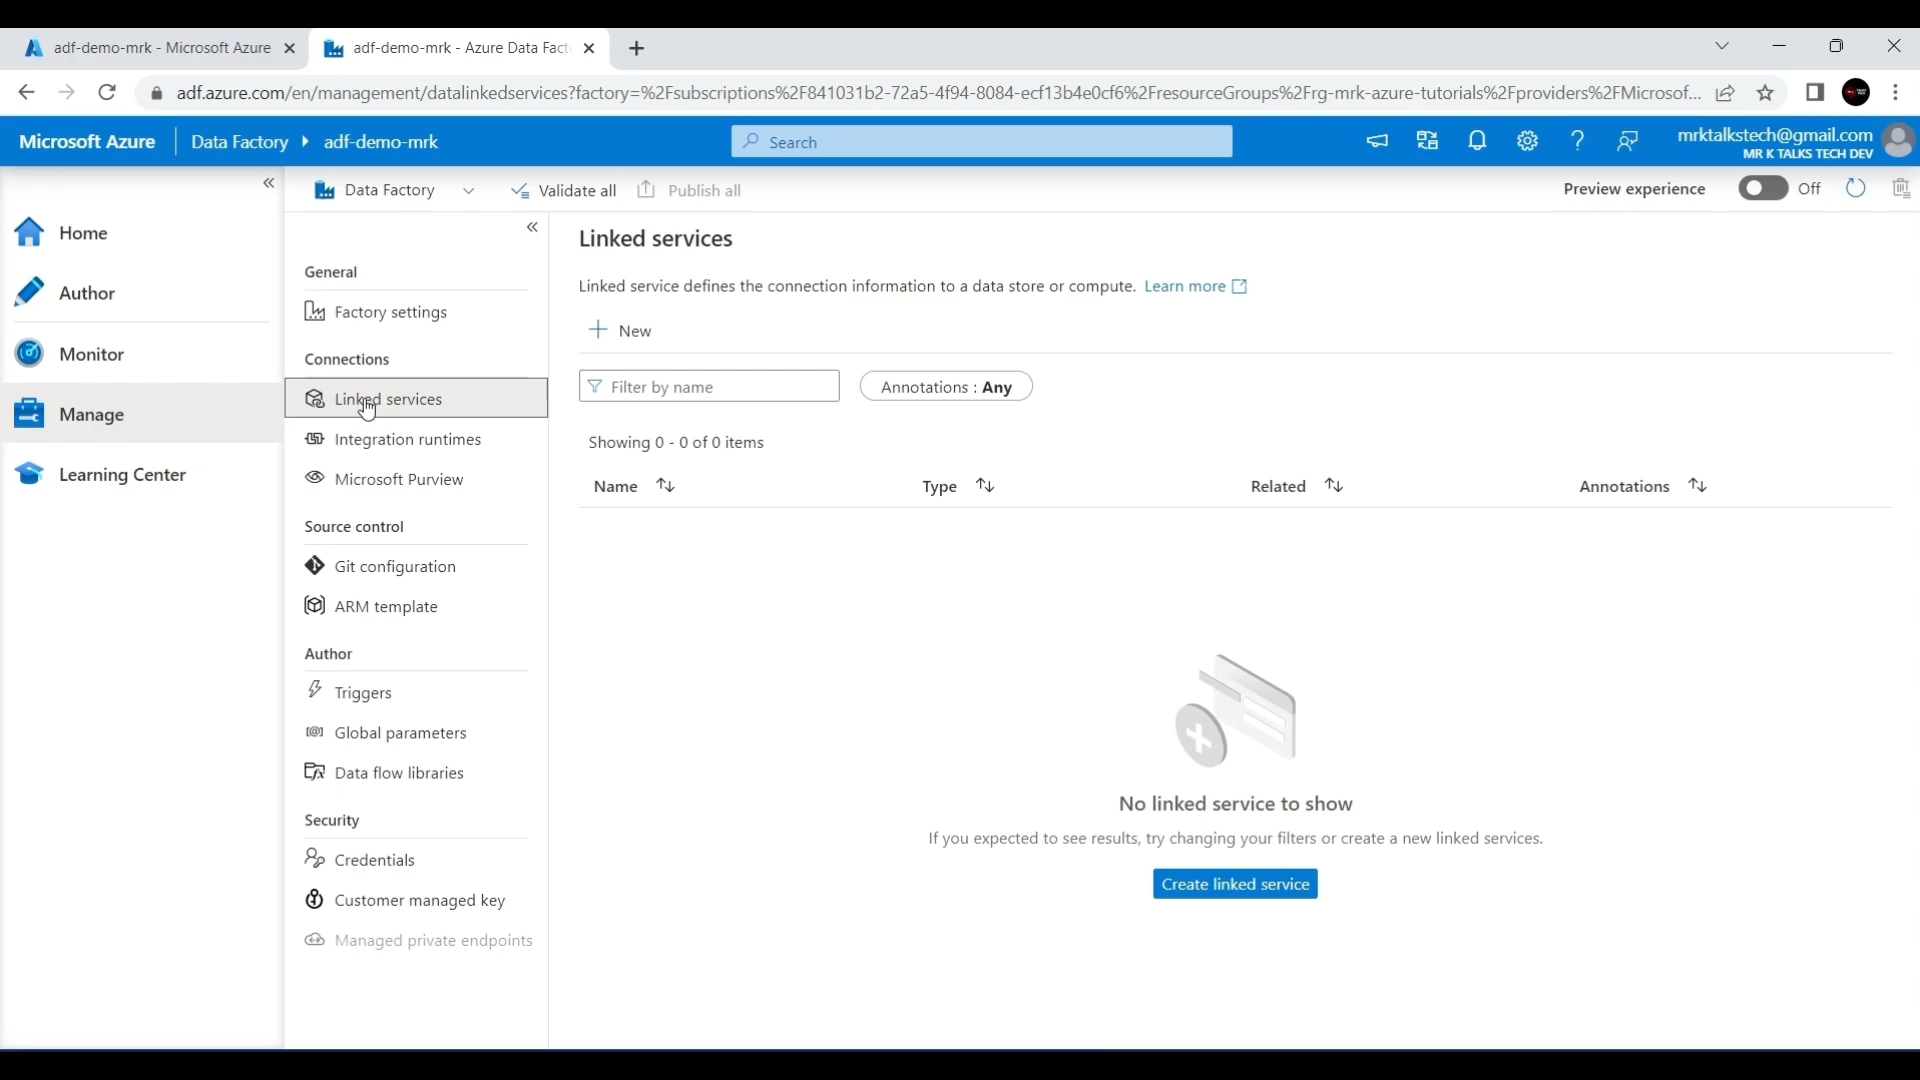 adf-demo-mrk - Microsoft Azure
adf-demo-mrk - Azure Data Fact
adf.azure.com/en/management/datalinkedservices?factory=%2Fsubscriptions%2F841031b2-72a5-4f94-8084-ecf13b4e0cf6%2FresourceGroups%2Frg-mrk-azure-tutorials%2Fproviders%2FMicrosof...
Microsoft Azure
Data Factory
adf-demo-mrk
Search
mrktalkstech@gmail.com
MR K TALKS TECH DEV
Data Factory
Validate all
Publish all
Preview experience
Off
Home
Author
Monitor
Manage
Learning Center
General
Factory settings
Connections
Linked services
Integration runtimes
Microsoft Purview
Source control
Git configuration
ARM template
Author
Triggers
Global parameters
Data flow libraries
Security
Credentials
Customer managed key
Managed private endpoints
Linked services
Linked service defines the connection information to a data store or compute. Learn more
New
Filter by name
Annotations : Any
Showing 0 - 0 of 0 items
Name
Type
Related
Annotations
No linked service to show
If you expected to see results, try changing your filters or create a new linked services.
Create linked service